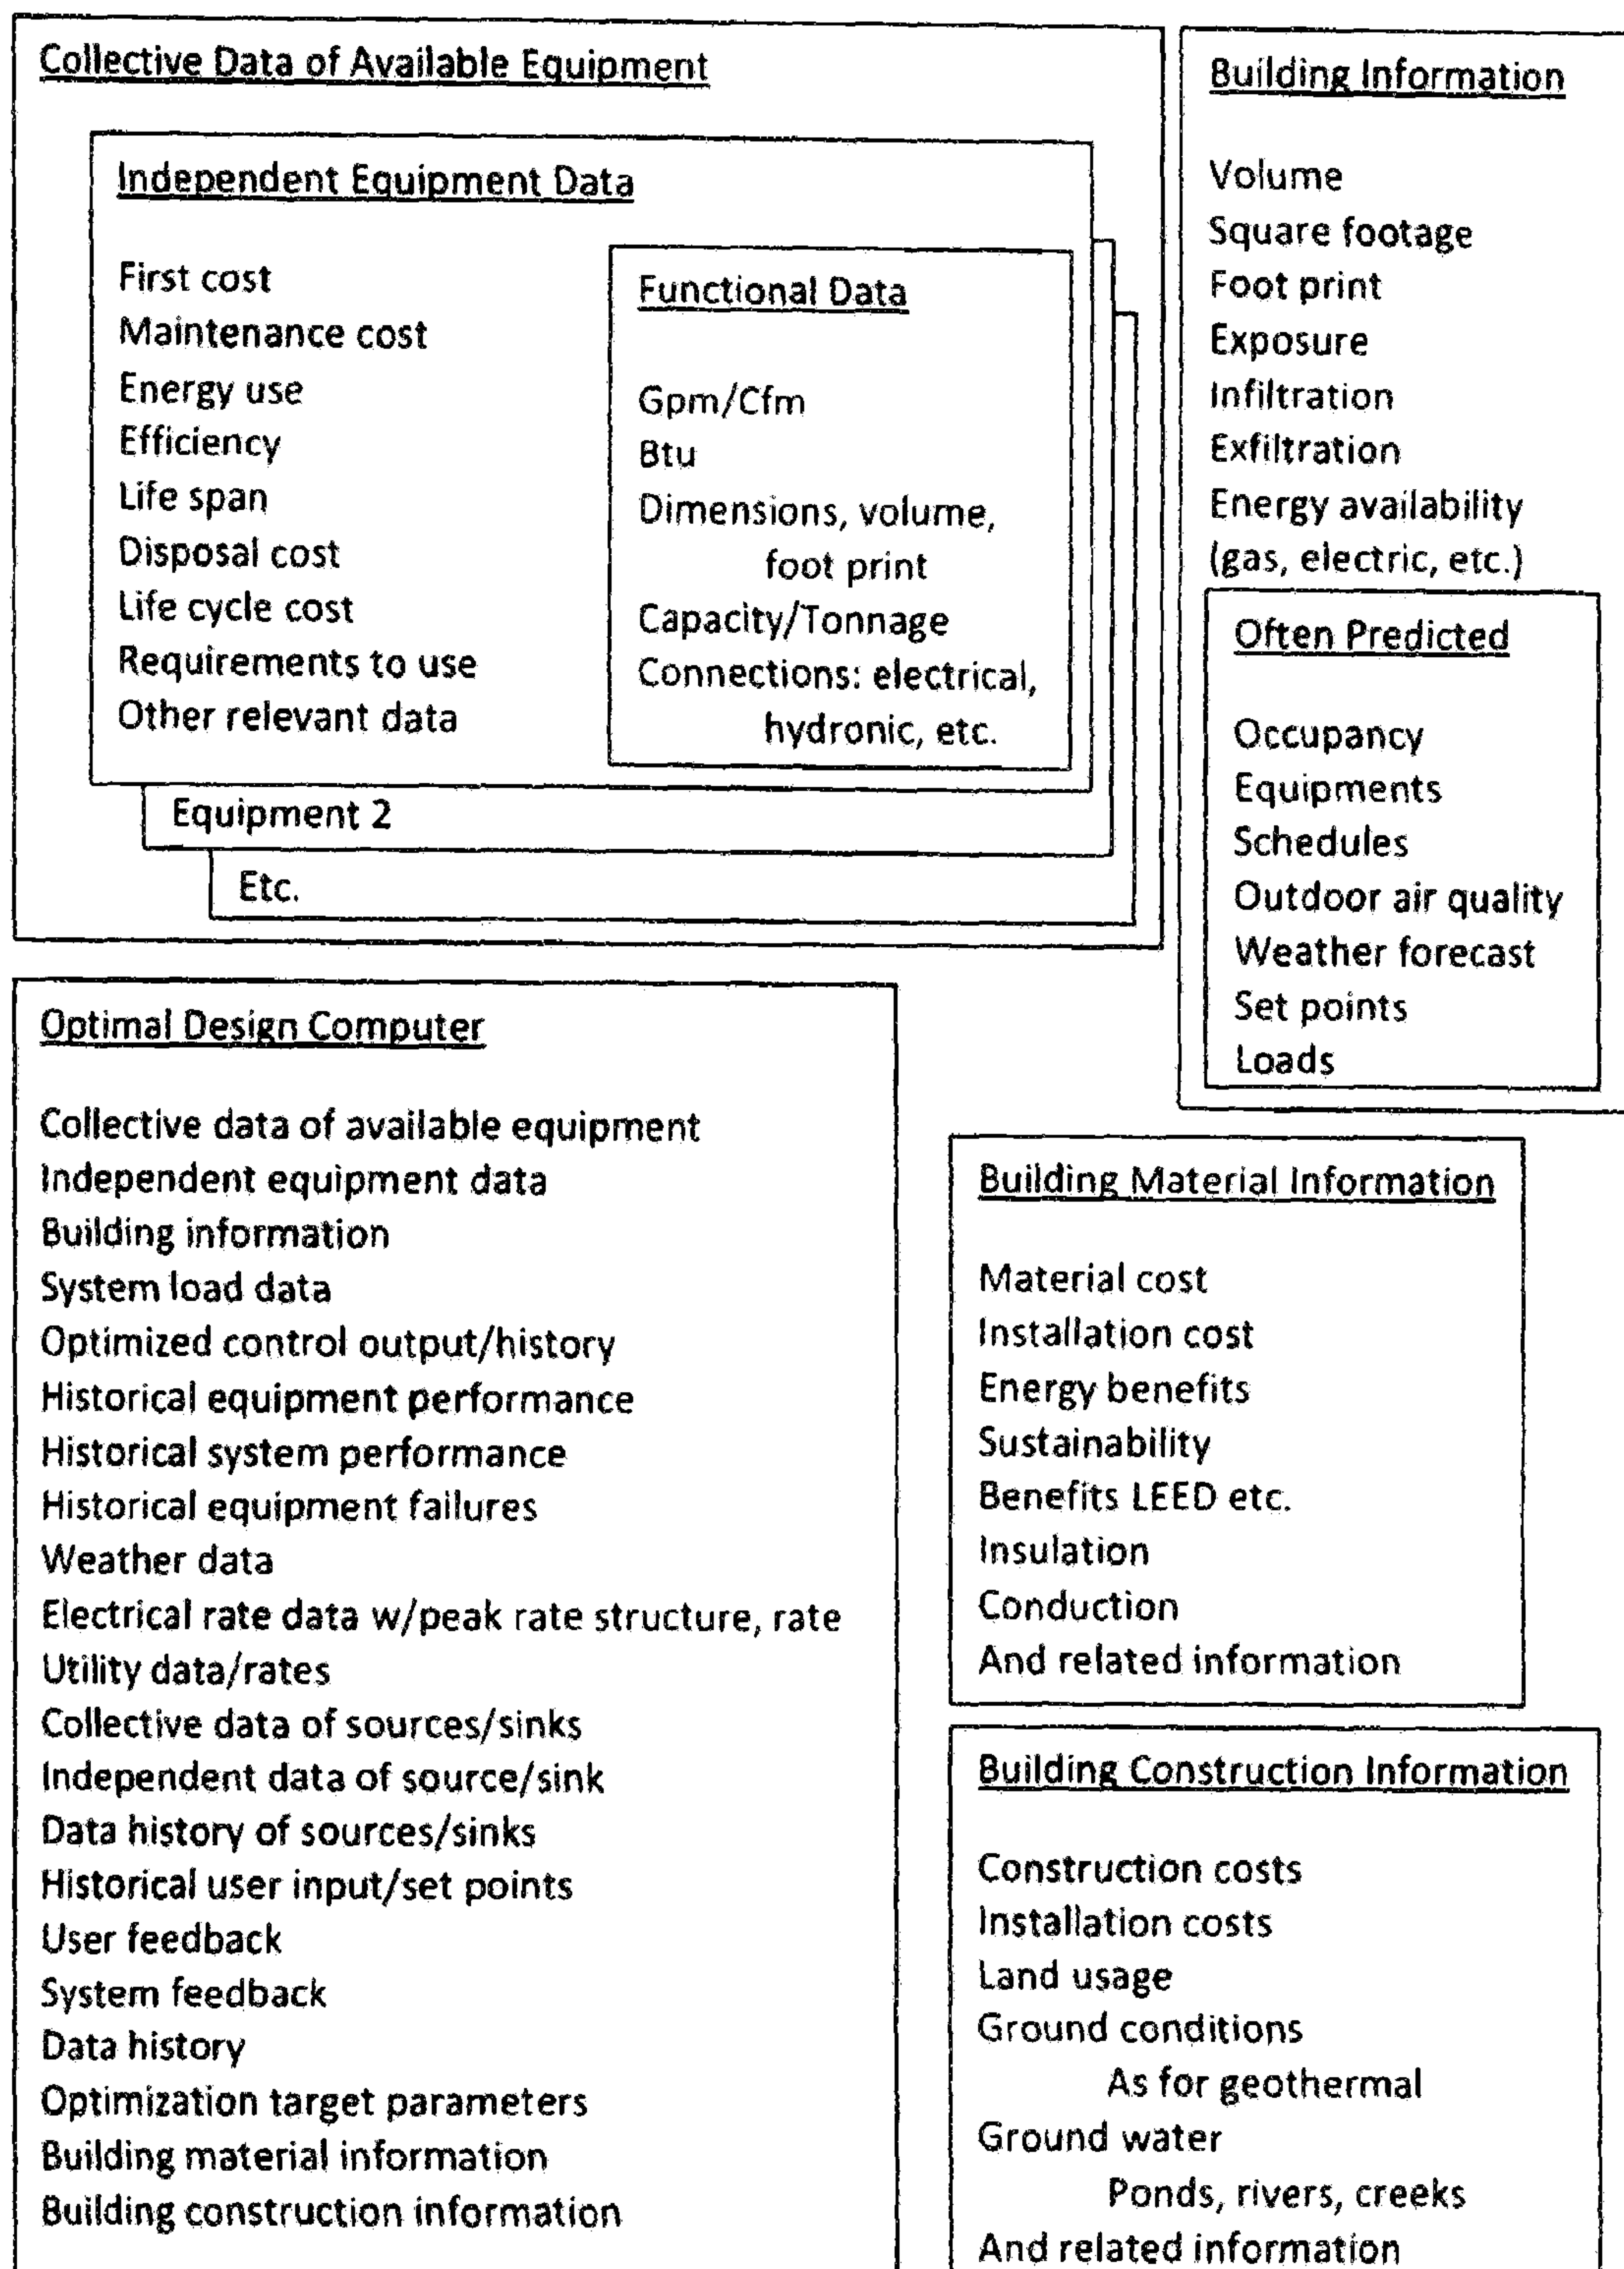 Collective Data of Available Equipment
Independent Equipment Data
First cost
Maintenance cost
Energy use
Efficiency
Life span
Disposal cost
Life cycle cost
Requirements to use
Other relevant data
Functional Data
Gpm/Cfm
Btu
Dimensions, volume,
foot print
Capacity/Tonnage
Connections: electrical,
hydronic, etc.
Equipment 2
Etc.
Building Information
Volume
Square footage
Foot print
Exposure
Infiltration
Exfiltration
Energy availability
(gas, electric, etc.)
Often Predicted
Occupancy
Equipments
Schedules
Outdoor air quality
Weather forecast
Set points
Loads
Optimal Design Computer
Collective data of available equipment
Independent equipment data
Building information
System load data
Optimized control output/history
Historical equipment performance
Historical system performance
Historical equipment failures
Weather data
Electrical rate data w/peak rate structure, rate
Utility data/rates
Collective data of sources/sinks
Independent data of source/sink
Data history of sources/sinks
Historical user input/set points
User feedback
System feedback
Data history
Optimization target parameters
Building material information
Building construction information
Building Material Information
Material cost
Installation cost
Energy benefits
Sustainability
Benefits LEED etc.
Insulation
Conduction
And related information
Building Construction Information
Construction costs
Installation costs
Land usage
Ground conditions
As for geothermal
Ground water
Ponds, rivers, creeks
And related information